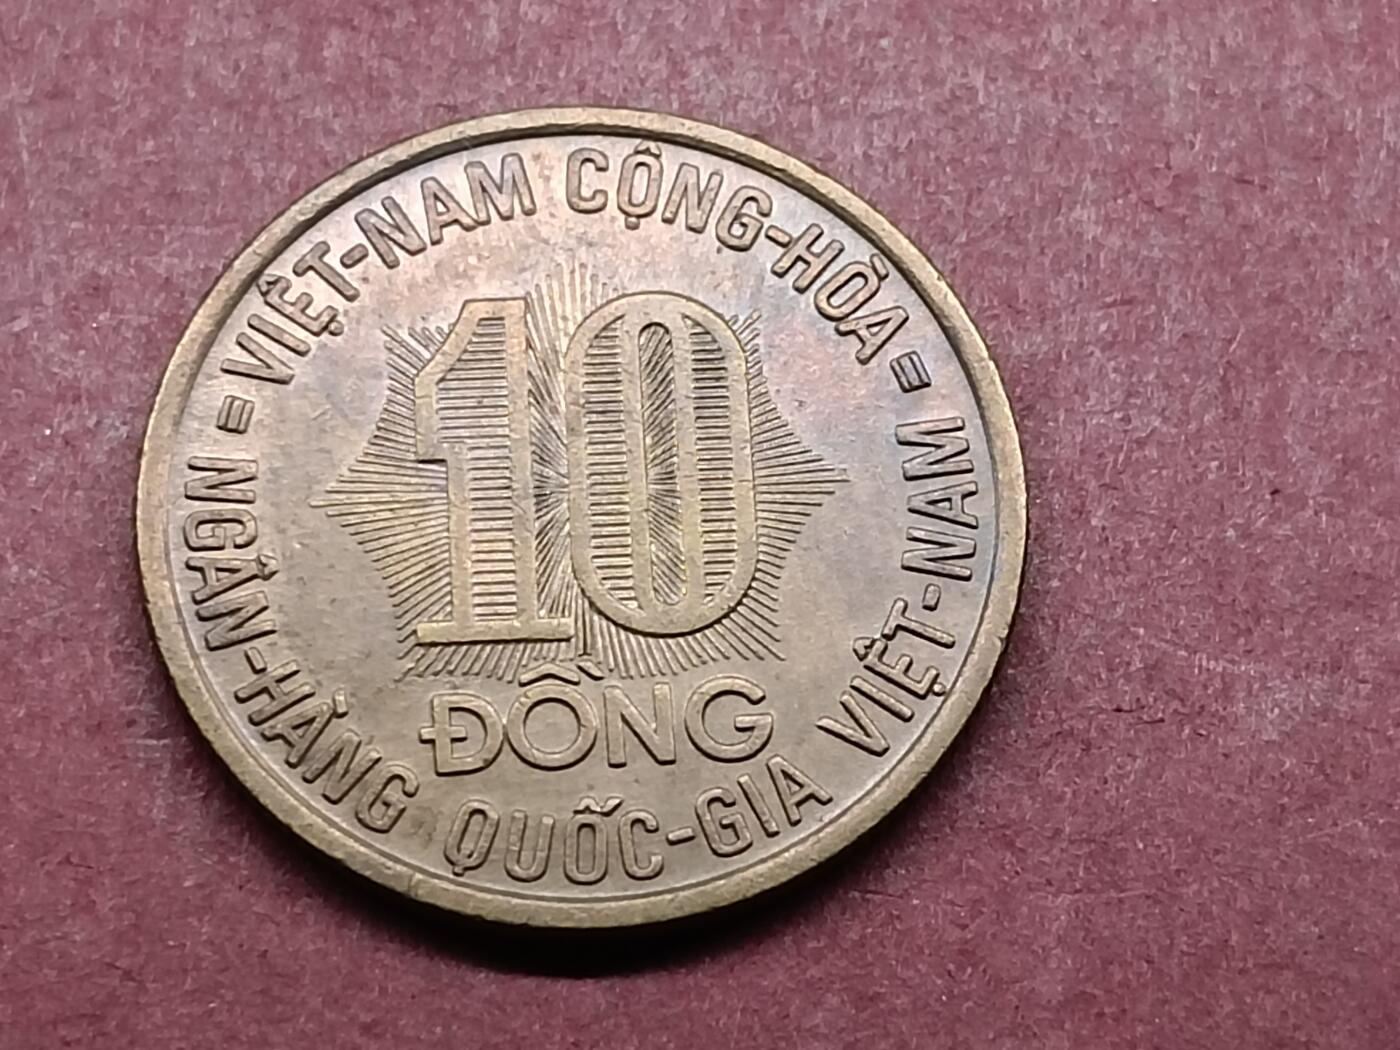 VIỆT-NAM CỘNG-HÒA
10
ĐỒNG
NGÂN-HÀNG QUỐC-GIA VIỆT-NAM